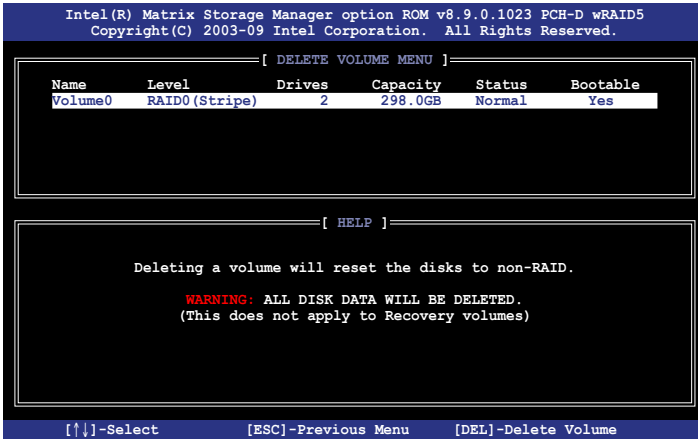 Intel(R) Matrix Storage Manager option ROM v8.9.0.1023 PCH-D wRAID5
Copyright(C) 2003-09 Intel Corporation. All Rights Reserved.
[ DELETE VOLUME MENU ]
Name Level Drives Capacity Status Bootable
Volume0 RAID0(Stripe) 2 298.0GB Normal Yes
[ HELP ]
Deleting a volume will reset the disks to non-RAID.
WARNING: ALL DISK DATA WILL BE DELETED.
(This does not apply to Recovery volumes)
[↑↓]-Select [ESC]-Previous Menu [DEL]-Delete Volume